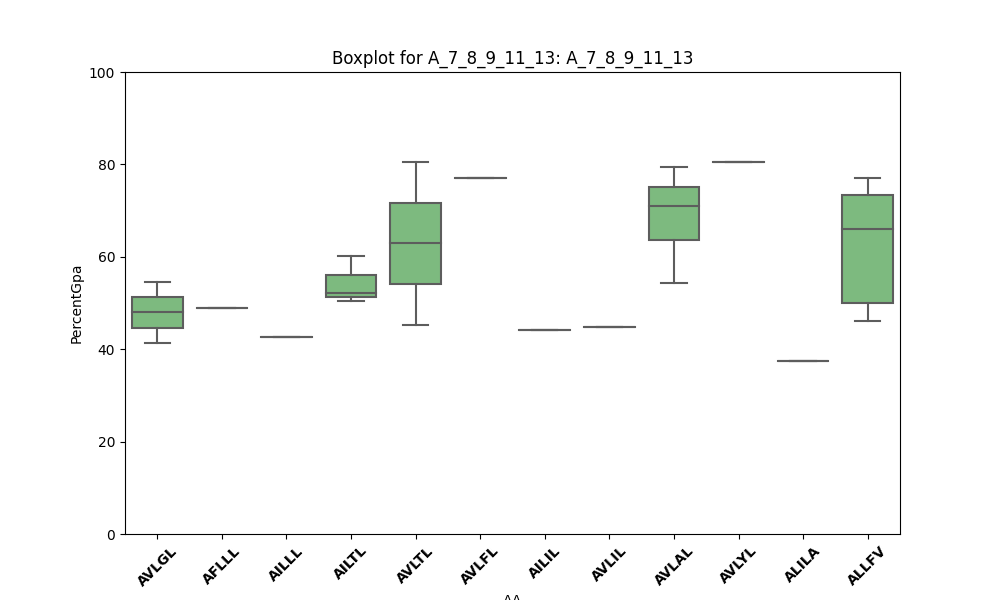 Boxplot for A_7_8_9_11_13: A_7_8_9_11_13
100
80
60
40
20
0
PercentGpa
AVLGL
AFLLL
AILLL
AILTL
AVLTL
AVLFL
AILIL
AVLIL
AVLAL
AVLYL
ALILA
ALLFV
AA